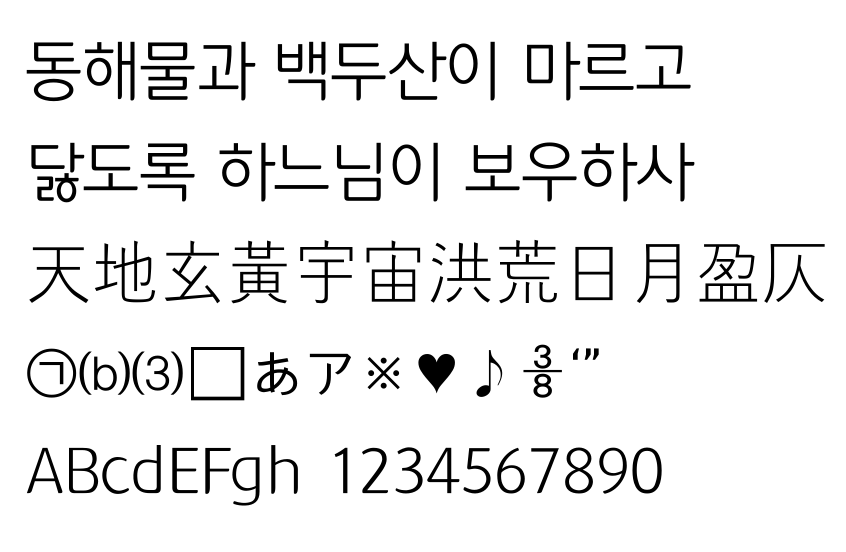 동해물과 백두산이 마르고
닳도록 하느님이 보우하사
天地玄黃宇宙洪荒日月盈仄
㉠⒝⑶□あア※♥♪⅜‘”
ABcdEFgh 1234567890